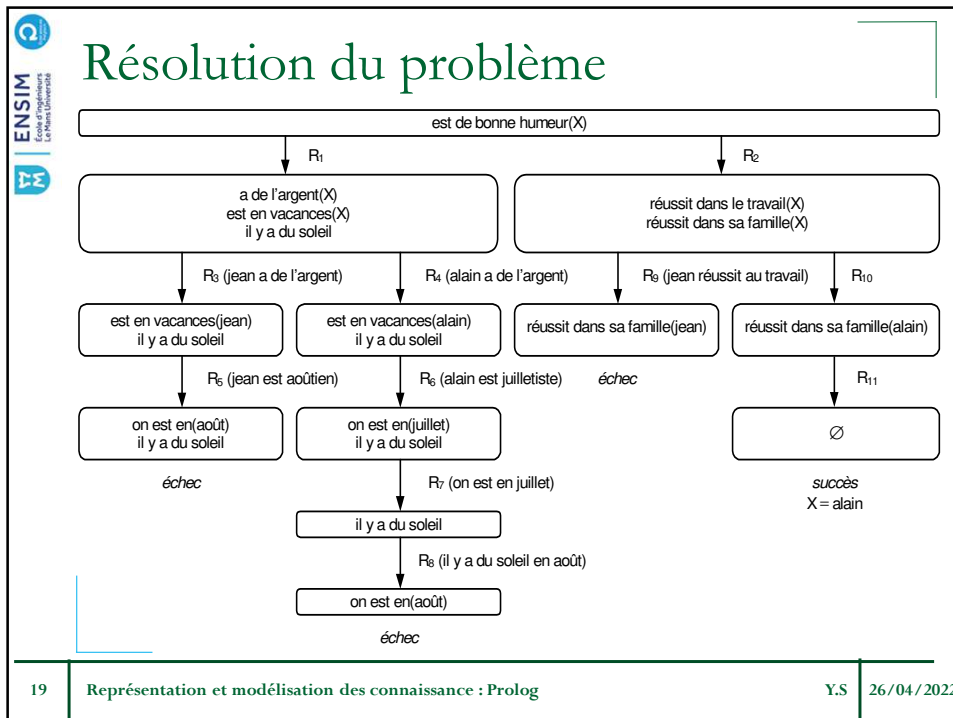 Résolution du problème
ENSIM
École d'ingénieurs
Le Mans Université
est de bonne humeur(X)
R1
R2
a de l'argent(X)
est en vacances(X)
il y a du soleil
réussit dans le travail(X)
réussit dans sa famille(X)
R3 (jean a de l'argent)
R4 (alain a de l'argent)
R9 (jean réussit au travail)
R10
est en vacances(jean)
il y a du soleil
est en vacances(alain)
il y a du soleil
réussit dans sa famille(jean)
réussit dans sa famille(alain)
R5 (jean est aoûtien)
R6 (alain est juilletiste)
échec
R11
on est en(août)
il y a du soleil
on est en(juillet)
il y a du soleil
∅
échec
R7 (on est en juillet)
succès
X = alain
il y a du soleil
R8 (il y a du soleil en août)
on est en(août)
échec
19 Représentation et modélisation des connaissance : Prolog Y.S 26/04/2022